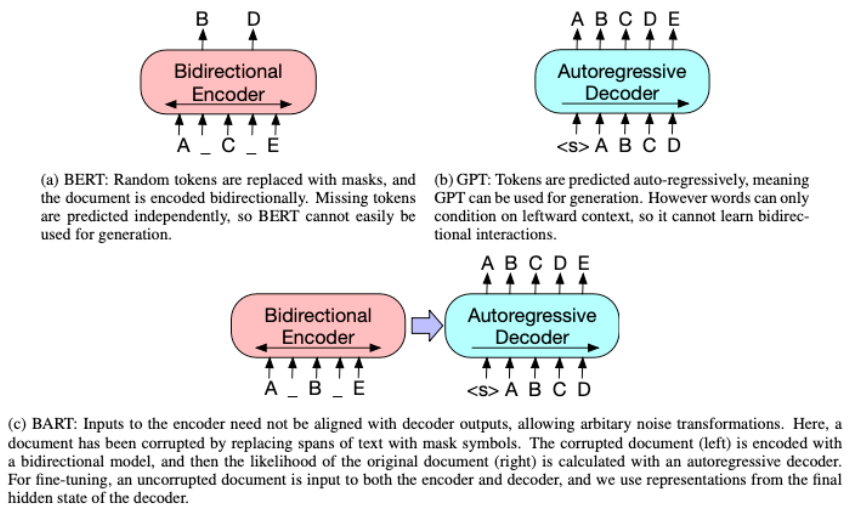 B D
Bidirectional
Encoder
A _ C _ E
(a) BERT: Random tokens are replaced with masks, and
the document is encoded bidirectionally. Missing tokens
are predicted independently, so BERT cannot easily be
used for generation.
A B C D E
Autoregressive
Decoder
<s> A B C D
(b) GPT: Tokens are predicted auto-regressively, meaning
GPT can be used for generation. However words can only
condition on leftward context, so it cannot learn bidirec-
tional interactions.
Bidirectional
Encoder
A _ B _ E
A B C D E
Autoregressive
Decoder
<s> A B C D
(c) BART: Inputs to the encoder need not be aligned with decoder outputs, allowing arbitary noise transformations. Here, a
document has been corrupted by replacing spans of text with mask symbols. The corrupted document (left) is encoded with
a bidirectional model, and then the likelihood of the original document (right) is calculated with an autoregressive decoder.
For fine-tuning, an uncorrupted document is input to both the encoder and decoder, and we use representations from the final
hidden state of the decoder.